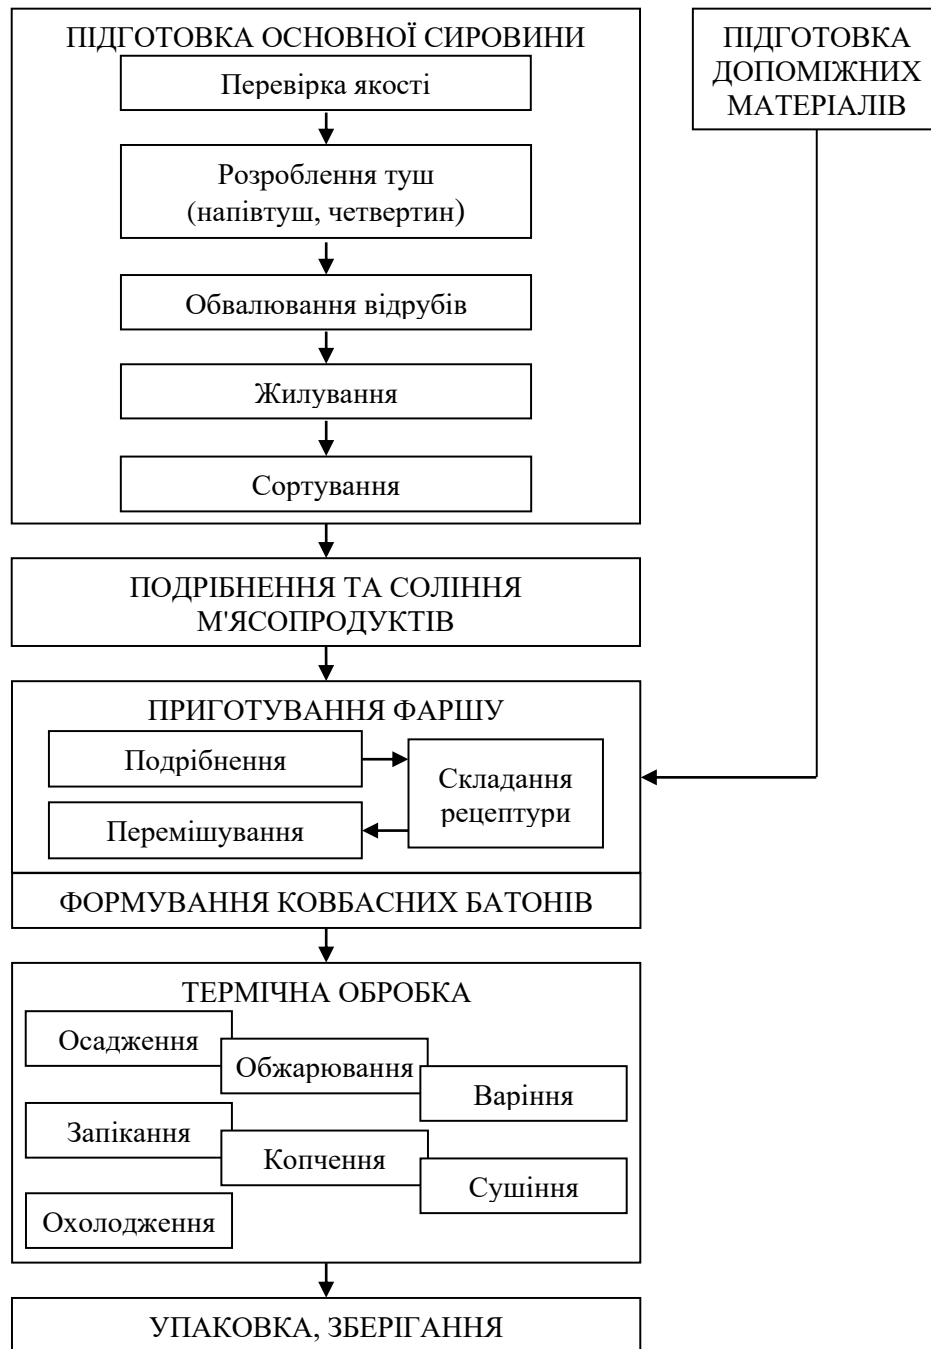 ПІДГОТОВКА ОСНОВНОЇ СИРОВИНИ
Перевірка якості
Розроблення туш
(напівтуш, четвертин)
Обвалювання відрубів
Жилування
Сортування
ПІДГОТОВКА
ДОПОМІЖНИХ
МАТЕРІАЛІВ
ПОДРІБНЕННЯ ТА СОЛІННЯ
М'ЯСОПРОДУКТІВ
ПРИГОТУВАННЯ ФАРШУ
Подрібнення
Складання
рецептури
Перемішування
ФОРМУВАННЯ КОВБАСНИХ БАТОНІВ
ТЕРМІЧНА ОБРОБКА
Осадження
Обжарювання
Варіння
Запікання
Копчення
Сушіння
Охолодження
УПАКОВКА, ЗБЕРІГАННЯ